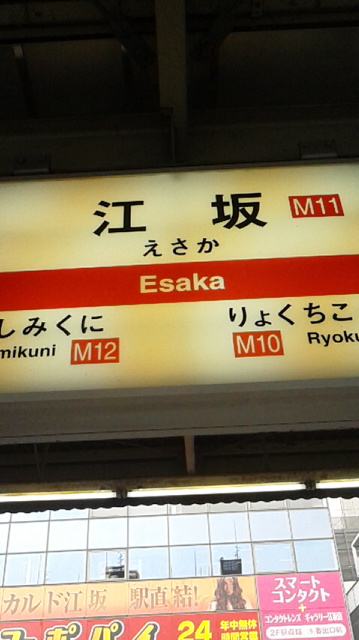 江坂 M11
えさか
Esaka
しみくに りょくちこ
mikuni M12 M10 Ryoku
カルド江坂 駅直結!
スマート
コンタクト
+
24 年中無休